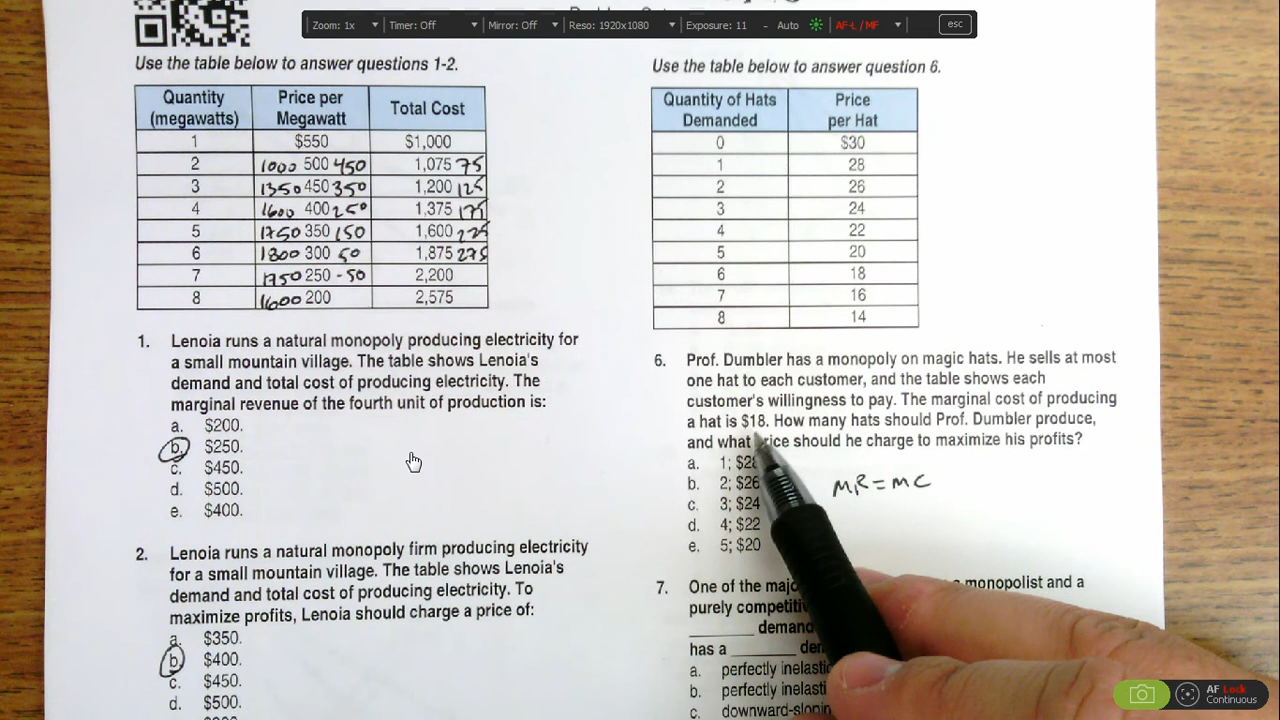 Zoom: 1x Timer: Off Mirror: Off Reso: 1920x1080 Exposure: 11 - Auto AF-L / MF esc
Use the table below to answer questions 1-2.
Quantity (megawatts) Price per Megawatt Total Cost
1 $550 $1,000
2 1000 500 450 1,075 75
3 1350 450 350 1,200 125
4 1600 400 250 1,375 175
5 1750 350 150 1,600 225
6 1800 300 50 1,875 275
7 1750 250 -50 2,200
8 1600 200 2,575
1. Lenoia runs a natural monopoly producing electricity for
a small mountain village. The table shows Lenoia's
demand and total cost of producing electricity. The
marginal revenue of the fourth unit of production is:
a. $200.
b. $250.
c. $450.
d. $500.
e. $400.
2. Lenoia runs a natural monopoly firm producing electricity
for a small mountain village. The table shows Lenoia's
demand and total cost of producing electricity. To
maximize profits, Lenoia should charge a price of:
a. $350.
b. $400.
c. $450.
d. $500.
Use the table below to answer question 6.
Quantity of Hats Demanded Price per Hat
0 $30
1 28
2 26
3 24
4 22
5 20
6 18
7 16
8 14
6. Prof. Dumbler has a monopoly on magic hats. He sells at most
one hat to each customer, and the table shows each
customer's willingness to pay. The marginal cost of producing
a hat is $18. How many hats should Prof. Dumbler produce,
and what price should he charge to maximize his profits?
a. 1; $28
b. 2; $26
c. 3; $24
d. 4; $22
e. 5; $20
MR = MC
7. One of the monopolist and a
purely
demand
has a
a. perfectly
b. perfectly
c.
AF Lock
Continuous